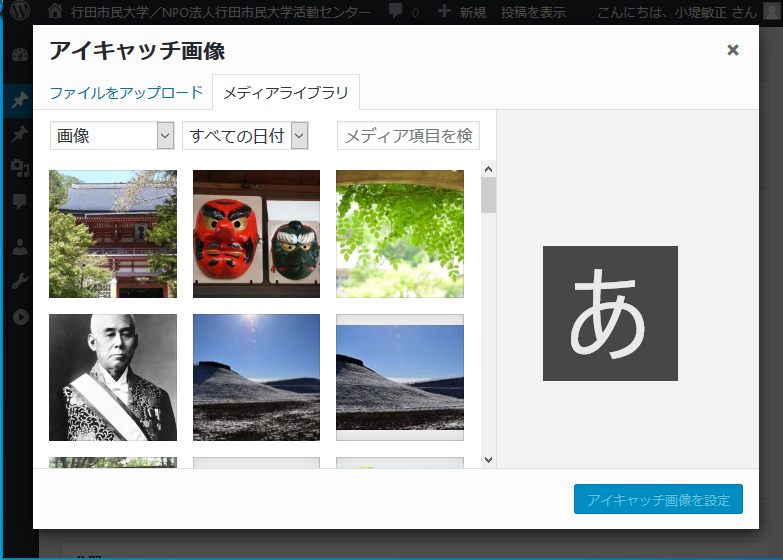 行田市民大学／NPO法人行田市民大学活動センター 0 新規 投稿を表示 こんにちは、小堤敏正 さん
アイキャッチ画像
ファイルをアップロード メディアライブラリ
画像 すべての日付 メディア項目を検
あ
アイキャッチ画像を設定